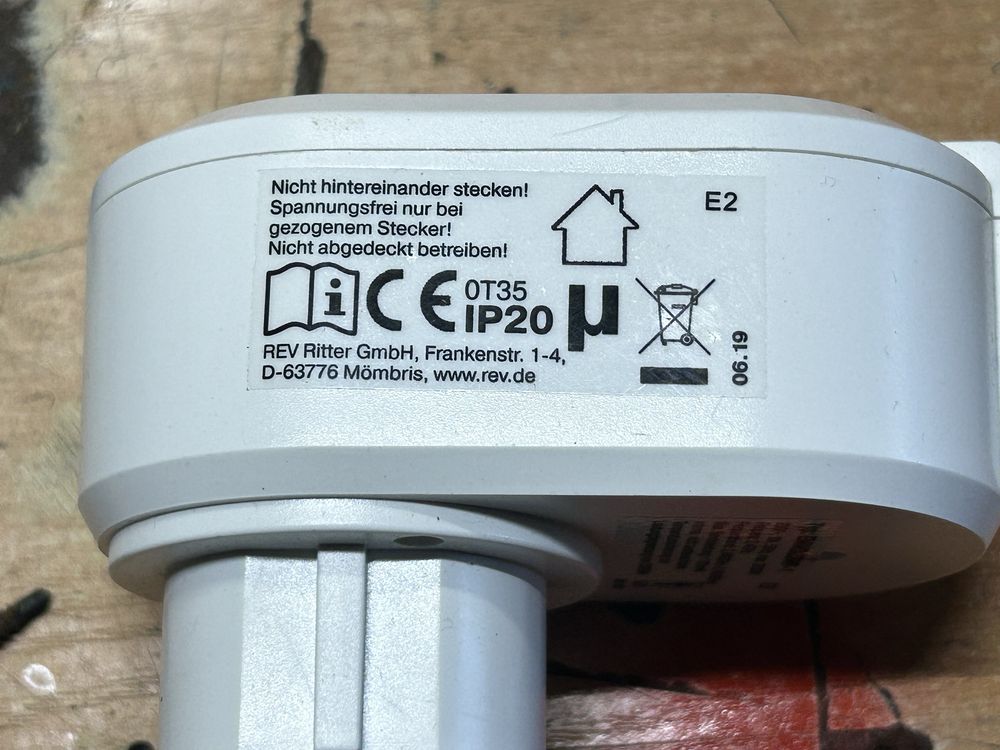 Nicht hintereinander stecken!
Spannungsfrei nur bei
gezogenem Stecker!
Nicht abgedeckt betreiben!
E2
CE
0T35
IP20
µ
REV Ritter GmbH, Frankenstr. 1-4,
D-63776 Mömbris, www.rev.de
06.19